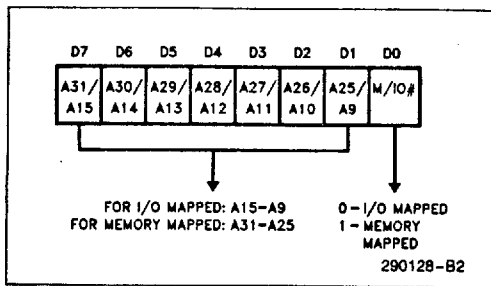 D7 D6 D5 D4 D3 D2 D1 D0
A31/ A30/ A29/ A28/ A27/ A26/ A25/ M/IO#
A15 A14 A13 A12 A11 A10 A9
FOR I/O MAPPED: A15-A9
FOR MEMORY MAPPED: A31-A25
0-I/O MAPPED
1-MEMORY
MAPPED
290128-B2